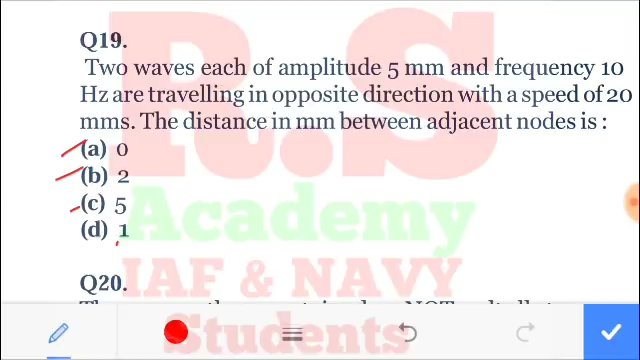 R.S
Q19.
Two waves each of amplitude 5 mm and frequency 10
Hz are travelling in opposite direction with a speed of 20
mms. The distance in mm between adjacent nodes is :
(a) 0
(b) 2
(c) 5
(d) 1
Academy
IAF & NAVY
Q20.
Students